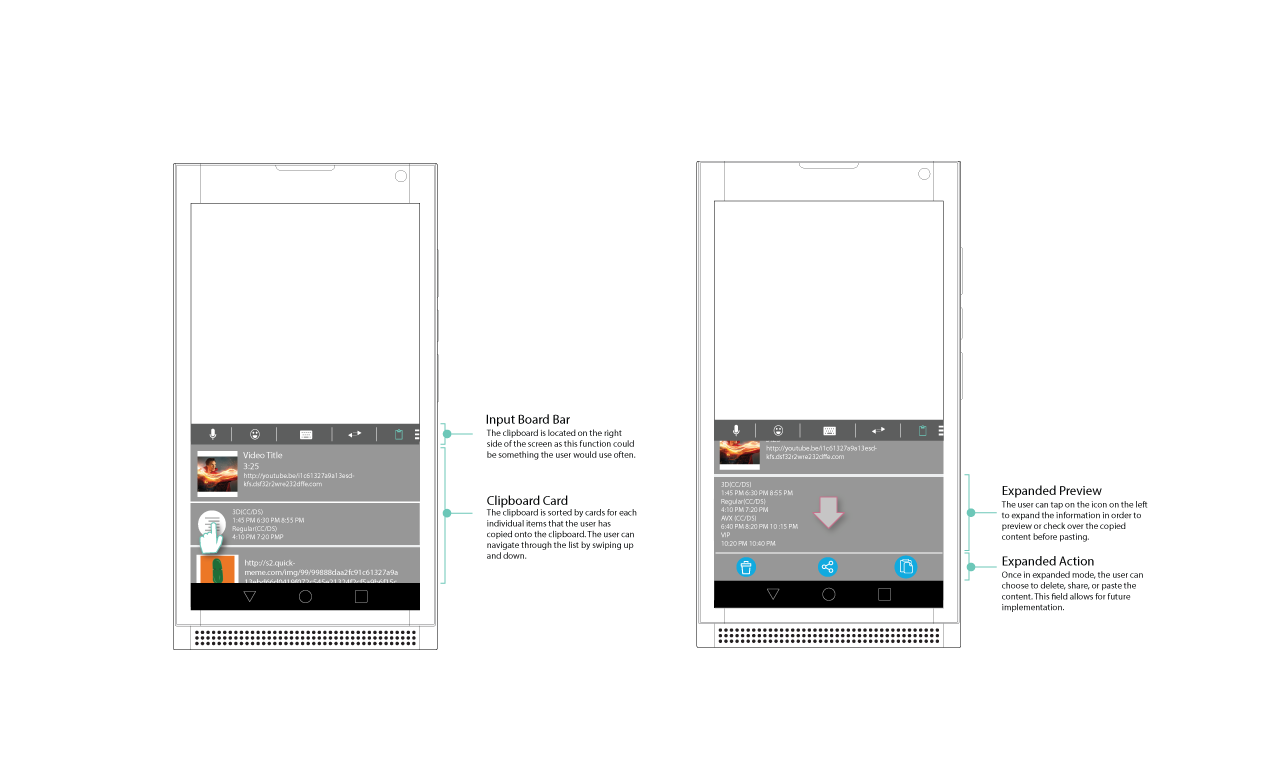 Input Board Bar
The clipboard is located on the right
side of the screen as this function could
be something the user would use often.
Video Title
3:25
http://youtube.be/l1c61327a9a13esd-
kfs.dsf32r2wre232dffe.com
Clipboard Card
The clipboard is sorted by cards for each
individual items that the user has
copied onto the clipboard. The user can
navigate through the list by swiping up
and down.
3D(CC/DS)
1:45 PM 6:30 PM 8:55 PM
Regular(CC/DS)
4:10 PM 7:20 PMP
http://s2.quick-
meme.com/img/99/99888daa2fc91c61327a9a
http://youtube.be/l1c61327a9a13esd-
kfs.dsf32r2wre232dffe.com
3D(CC/DS)
1:45 PM 6:30 PM 8:55 PM
Regular(CC/DS)
4:10 PM 7:20 PM
AVX (CC/DS)
6:40 PM 8:20 PM 10 ;15 PM
VIP
10:20 PM 10:40 PM
Expanded Preview
The user can tap on the icon on the left
to expand the information in order to
preview or check over the copied
content before pasting.
Expanded Action
Once in expanded mode, the user can
choose to delete, share, or paste the
content. This field allows for future
implementation.